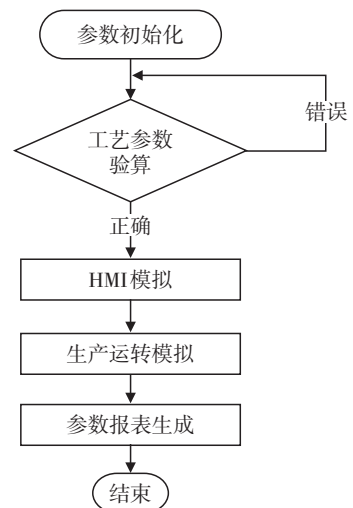 参数初始化
错误
工艺参数
验算
正确
HMI模拟
生产运转模拟
参数报表生成
结束